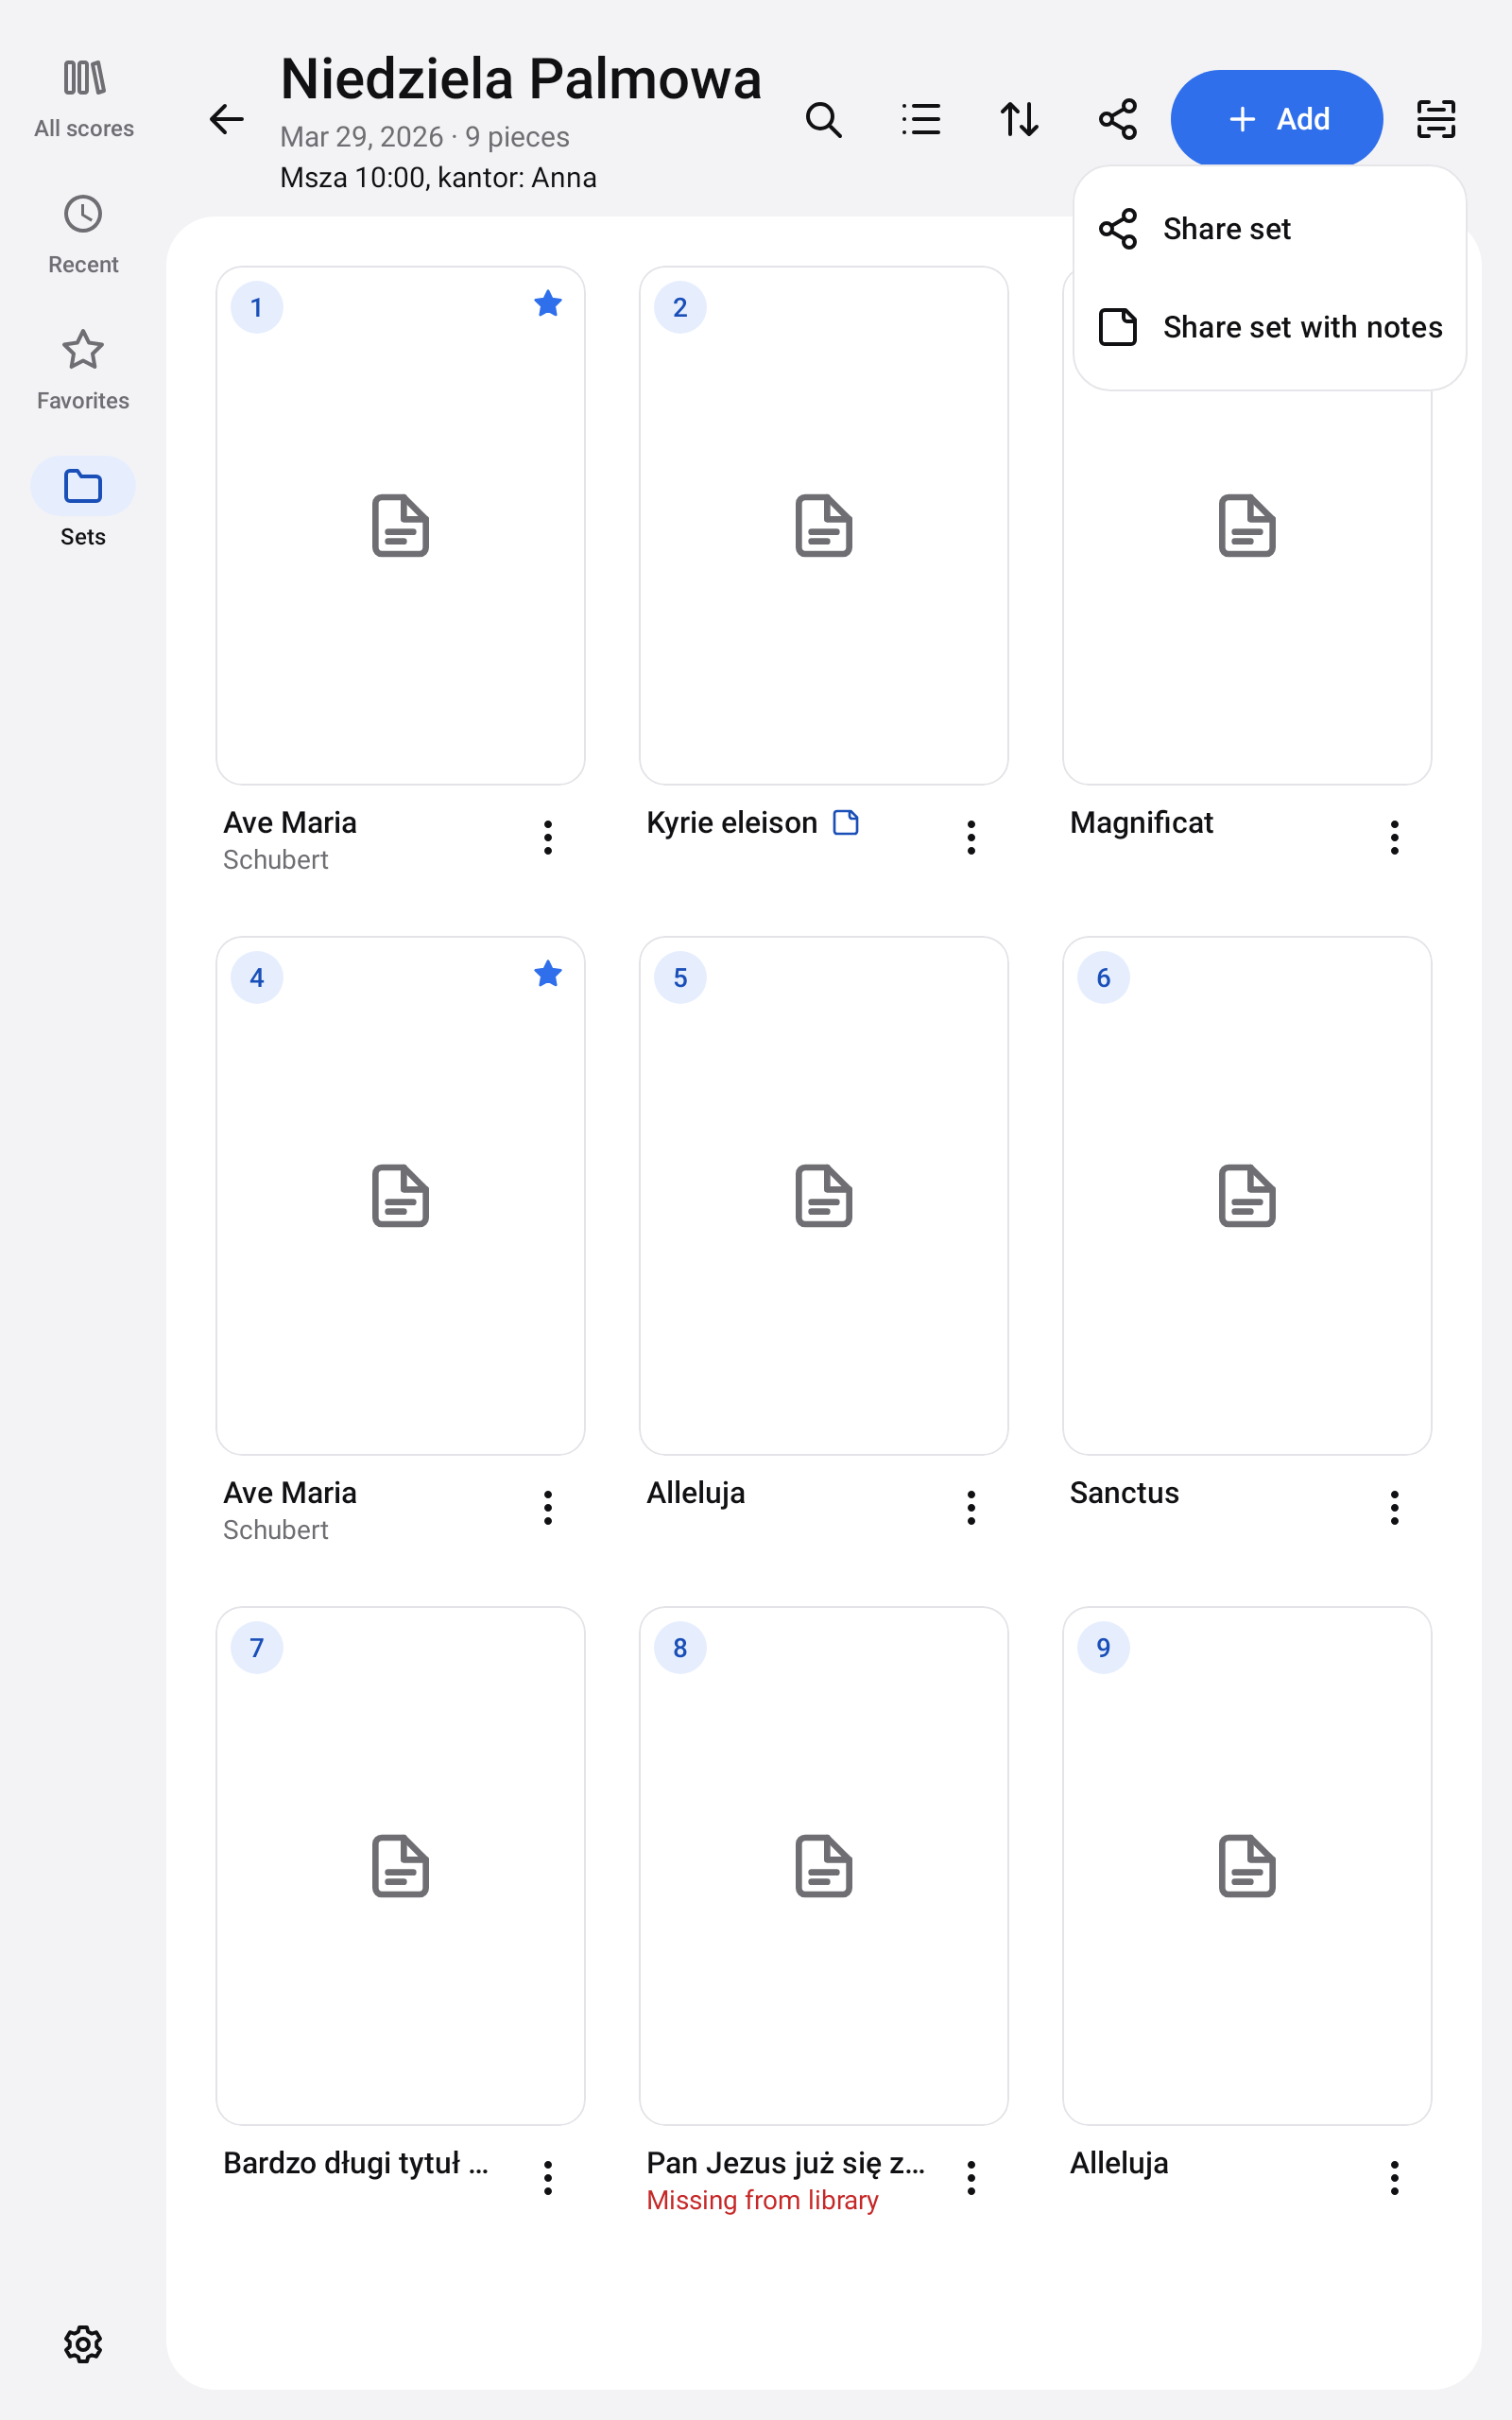 All scores
Recent
Favorites
Sets
Niedziela Palmowa
Mar 29, 2026 · 9 pieces
Msza 10:00, kantor: Anna
Add
Share set
Share set with notes
1
2
Ave Maria
Schubert
Kyrie eleison
Magnificat
4
5
6
Ave Maria
Schubert
Alleluja
Sanctus
7
8
9
Bardzo długi tytuł ...
Pan Jezus już się z...
Missing from library
Alleluja